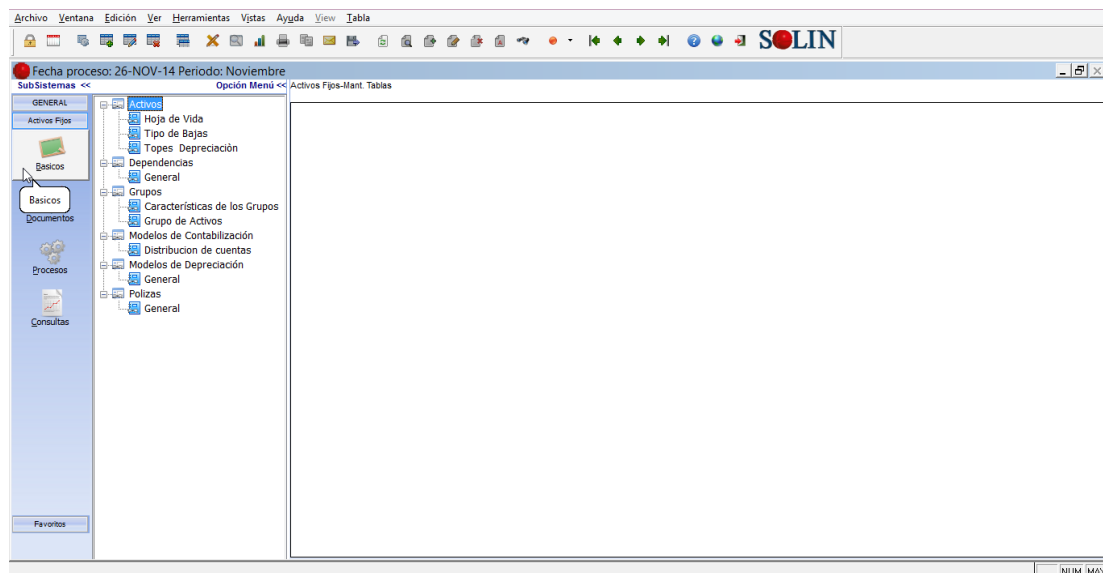 Archivo Ventana Edición Ver Herramientas Vistas Ayuda View Tabla
SOLIN
Fecha proceso: 26-NOV-14 Periodo: Noviembre
SubSistemas << Opción Menú << Activos Fijos-Mant. Tablas
GENERAL
Activos Fijos
Basicos
Basicos
Documentos
Procesos
Consultas
Favoritos
Activos
Hoja de Vida
Tipo de Bajas
Topes Depreciación
Dependencias
General
Grupos
Características de los Grupos
Grupo de Activos
Modelos de Contabilización
Distribucion de cuentas
Modelos de Depreciación
General
Polizas
General
NUM MAY